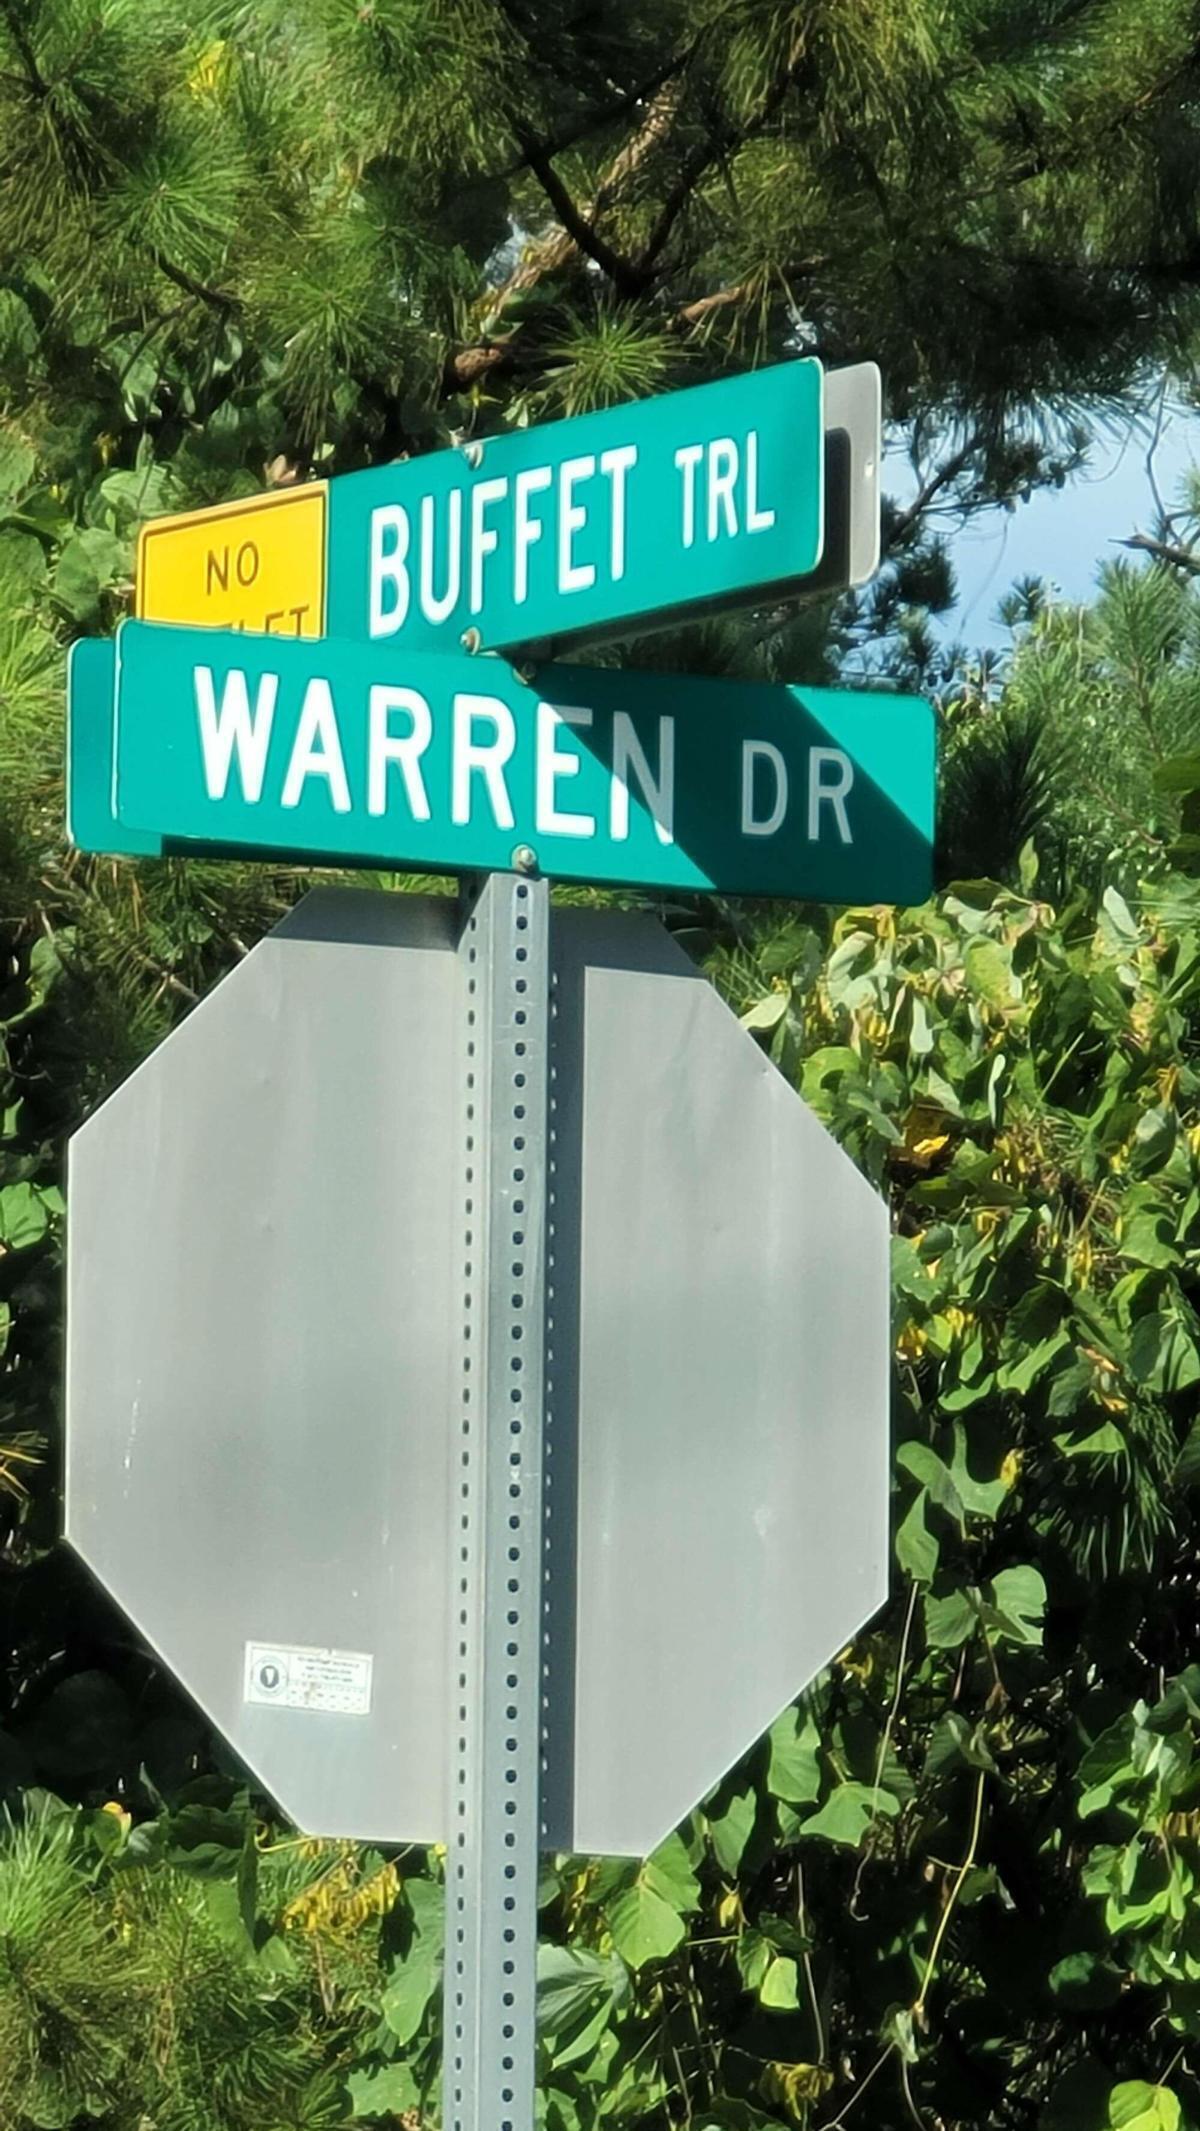 NO
BUFFET TRL
WARREN DR